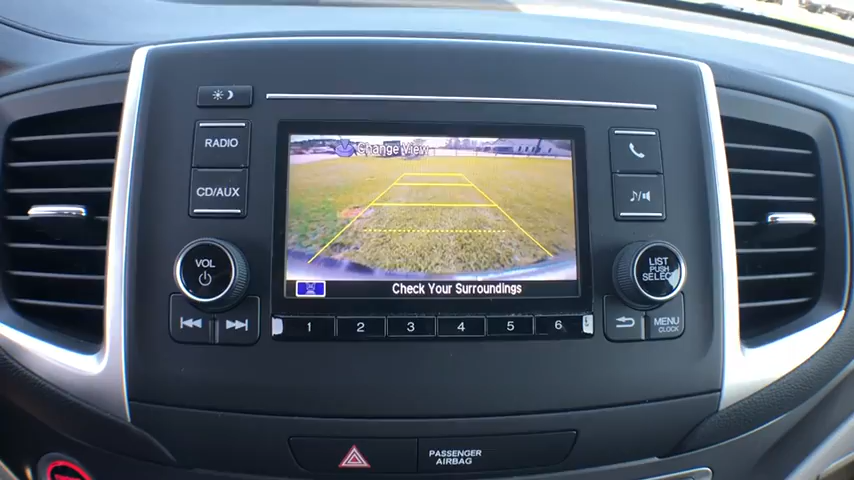 RADIO
CD/AUX
VOL
Change View
Check Your Surroundings
1 2 3 4 5 6
LIST
PUSH
SELECT
MENU
CLOCK
PASSENGER
AIRBAG